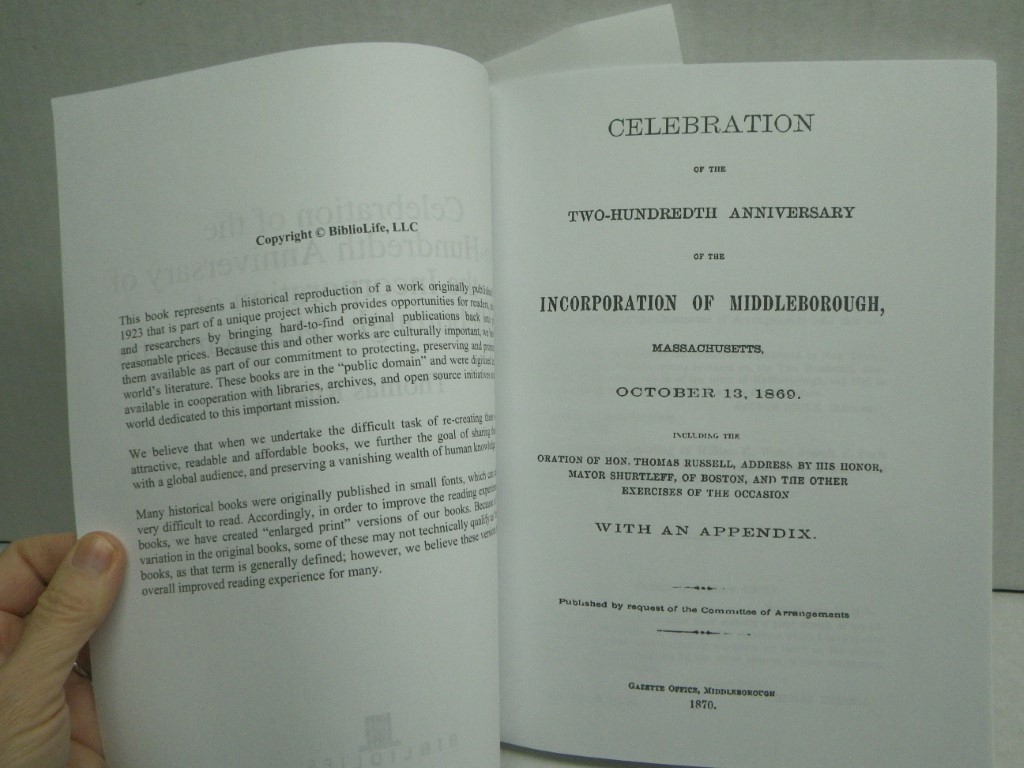 Copyright © BiblioLife, LLC
This book represents a historical reproduction of a work originally
1923 that is part of a unique project which provides opportunities for readers,
and researchers by bringing hard-to-find original publications back
reasonable prices. Because this and other works are culturally important,
them available as part of our commitment to protecting, preserving and
world's literature. These books are in the "public domain" and were
available in cooperation with libraries, archives, and open source initiatives
world dedicated to this important mission.
We believe that when we undertake the difficult task of re-creating
attractive, readable and affordable books, we further the goal of sharing
with a global audience, and preserving a vanishing wealth of human
Many historical books were originally published in small fonts, which
very difficult to read. Accordingly, in order to improve the reading
books, we have created "enlarged print" versions of our books. Because
variation in the original books, some of these may not technically qualify
books, as that term is generally defined; however, we believe these
overall improved reading experience for many.
CELEBRATION
OF THE
TWO-HUNDREDTH ANNIVERSARY
OF THE
INCORPORATION OF MIDDLEBOROUGH,
MASSACHUSETTS,
OCTOBER 13, 1869.
INCLUDING THE
ORATION OF HON. THOMAS RUSSELL, ADDRESS BY HIS HONOR,
MAYOR SHURTLEFF, OF BOSTON, AND THE OTHER
EXERCISES OF THE OCCASION
WITH AN APPENDIX.
Published by request of the Committee of Arrangements
GAZETTE OFFICE, MIDDLEBOROUGH
1870.